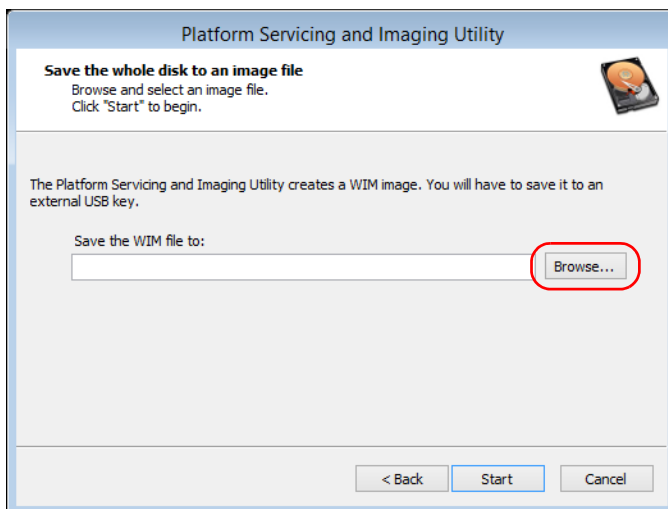 Platform Servicing and Imaging Utility
Save the whole disk to an image file
Browse and select an image file.
Click "Start" to begin.
The Platform Servicing and Imaging Utility creates a WIM image. You will have to save it to an
external USB key.
Save the WIM file to:
Browse...
< Back Start Cancel